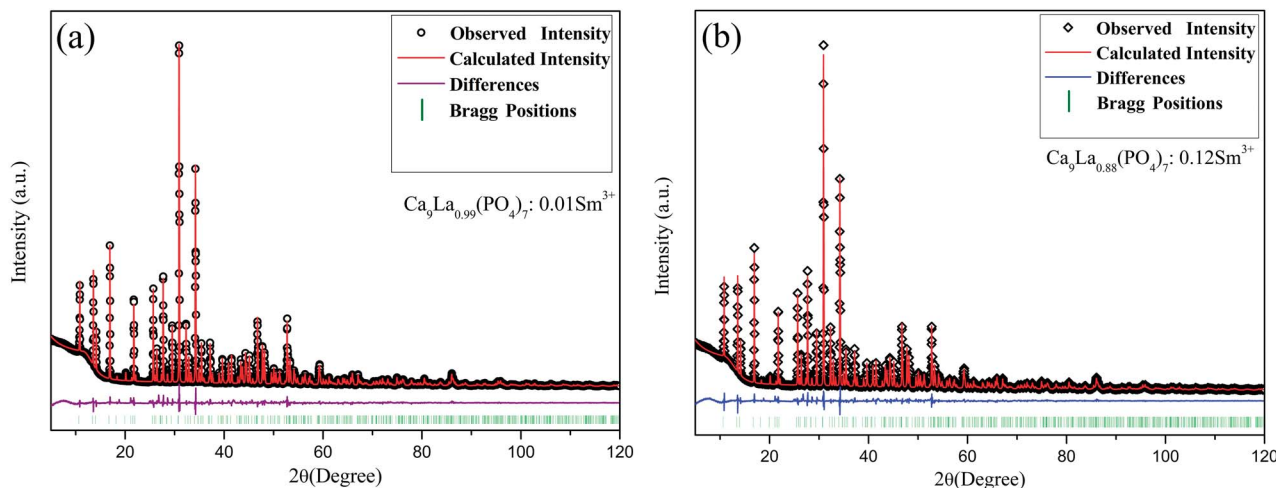 (a)
Observed Intensity
Calculated Intensity
Differences
Bragg Positions
Ca₉La₀.₉₉(PO₄)₇: 0.01Sm³⁺
Intensity (a.u.)
20 40 60 80 100 120
2θ(Degree)
(b)
Observed Intensity
Calculated Intensity
Differences
Bragg Positions
Ca₉La₀.₈₈(PO₄)₇: 0.12Sm³⁺
Intensity (a.u.)
20 40 60 80 100 120
2θ(Degree)